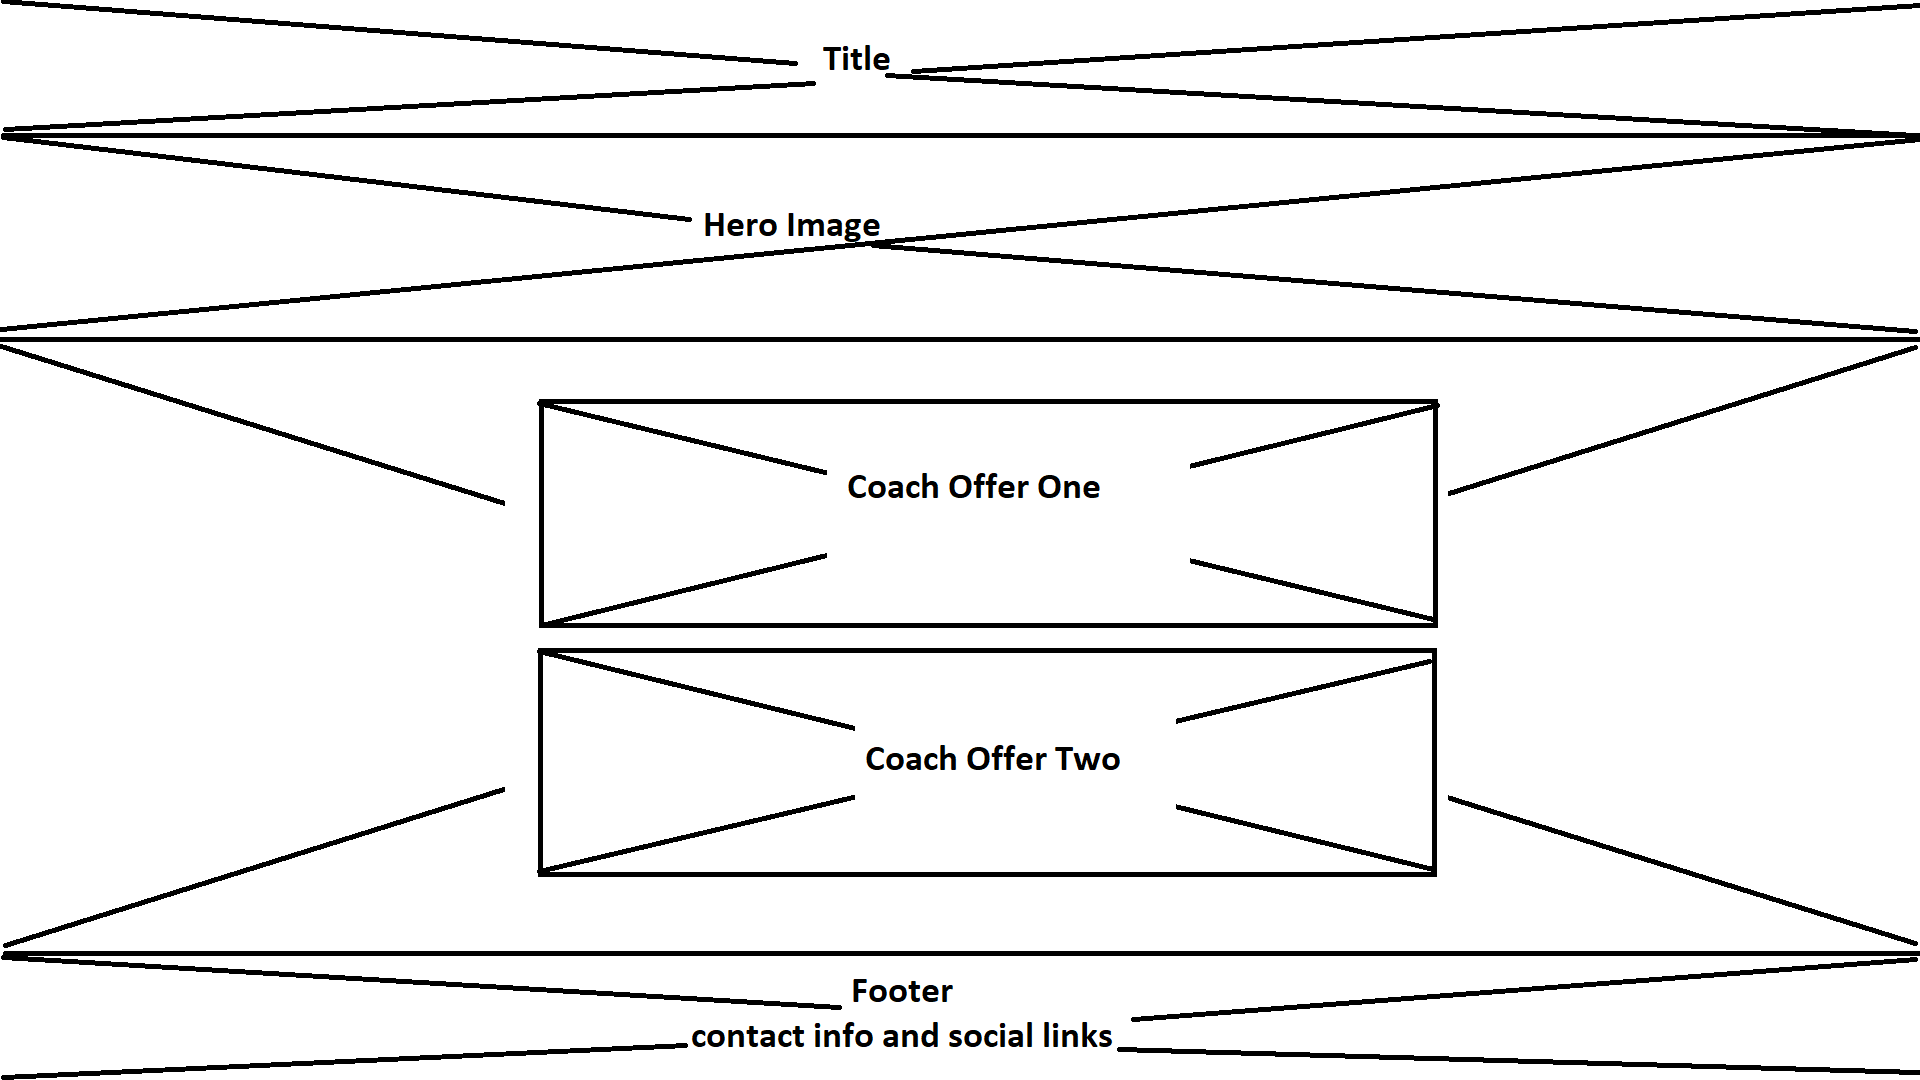 Title
Hero Image
Coach Offer One
Coach Offer Two
Footer
contact info and social links